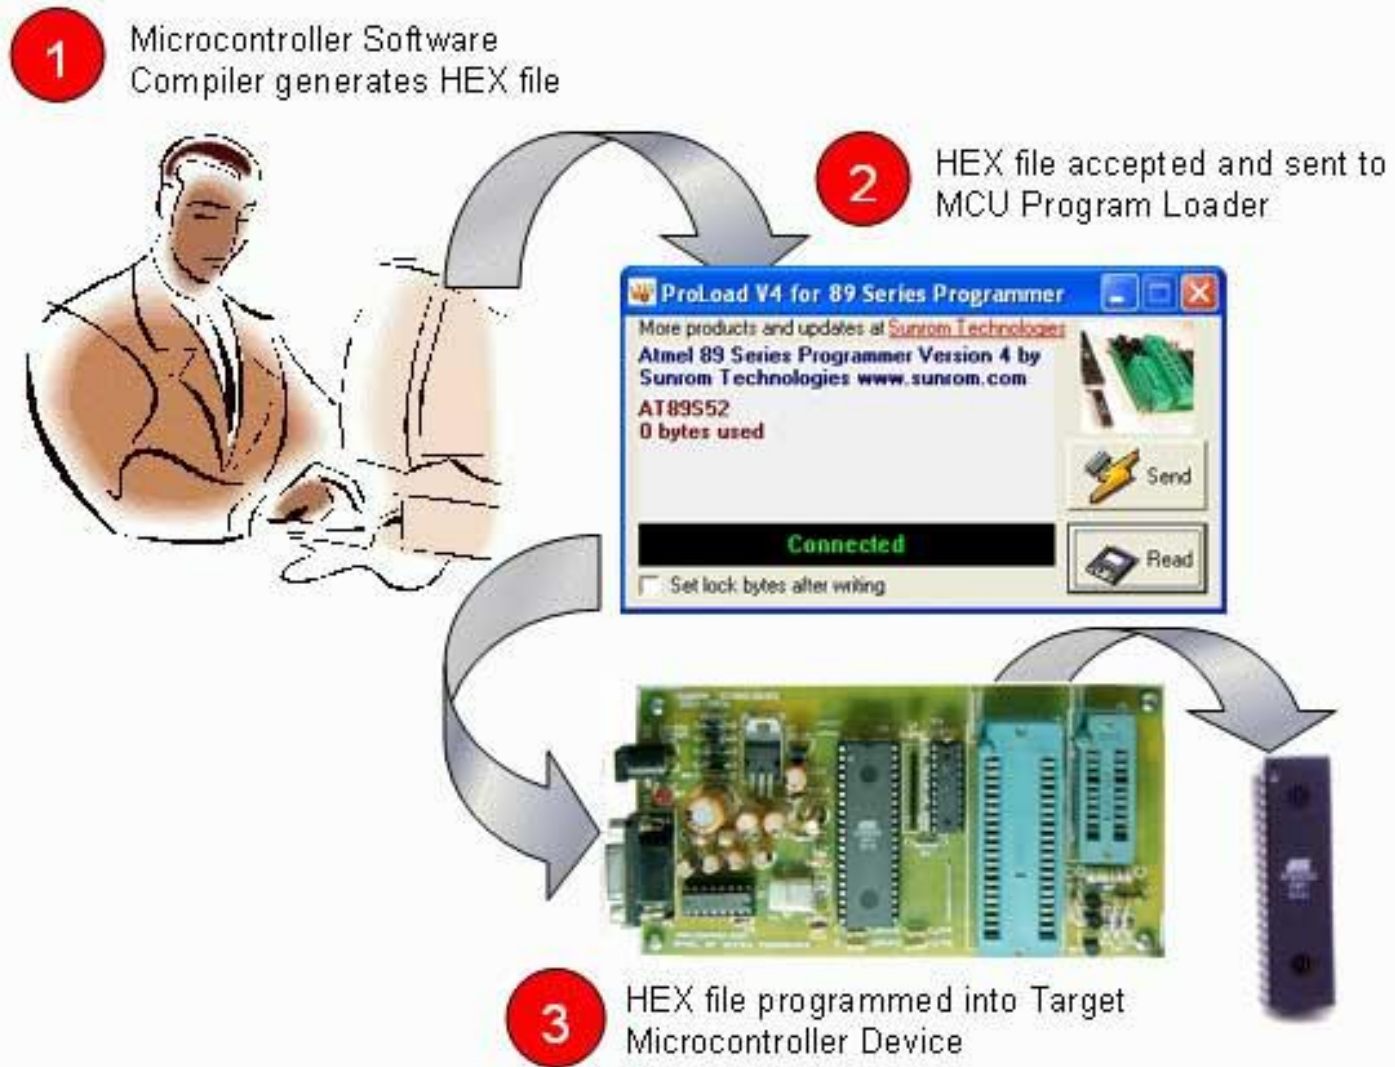 1
Microcontroller Software
Compiler generates HEX file
2
HEX file accepted and sent to
MCU Program Loader
ProLoad V4 for 89 Series Programmer
More products and updates at Sunrom Technologies
Atmel 89 Series Programmer Version 4 by
Sunrom Technologies www.sunrom.com
AT89S52
0 bytes used
Send
Connected
Read
Set lock bytes after writing
3
HEX file programmed into Target
Microcontroller Device